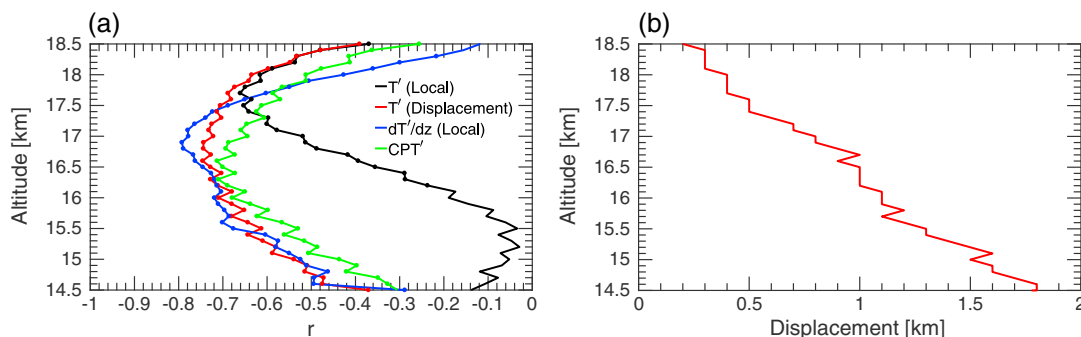 (a)
18.5
18
17.5
17
16.5
16
15.5
15
14.5
Altitude [km]
T′ (Local)
T′ (Displacement)
dT′/dz (Local)
CPT′
-1 -0.9 -0.8 -0.7 -0.6 -0.5 -0.4 -0.3 -0.2 -0.1 0
r
(b)
18.5
18
17.5
17
16.5
16
15.5
15
14.5
Altitude [km]
0 0.5 1 1.5 2
Displacement [km]